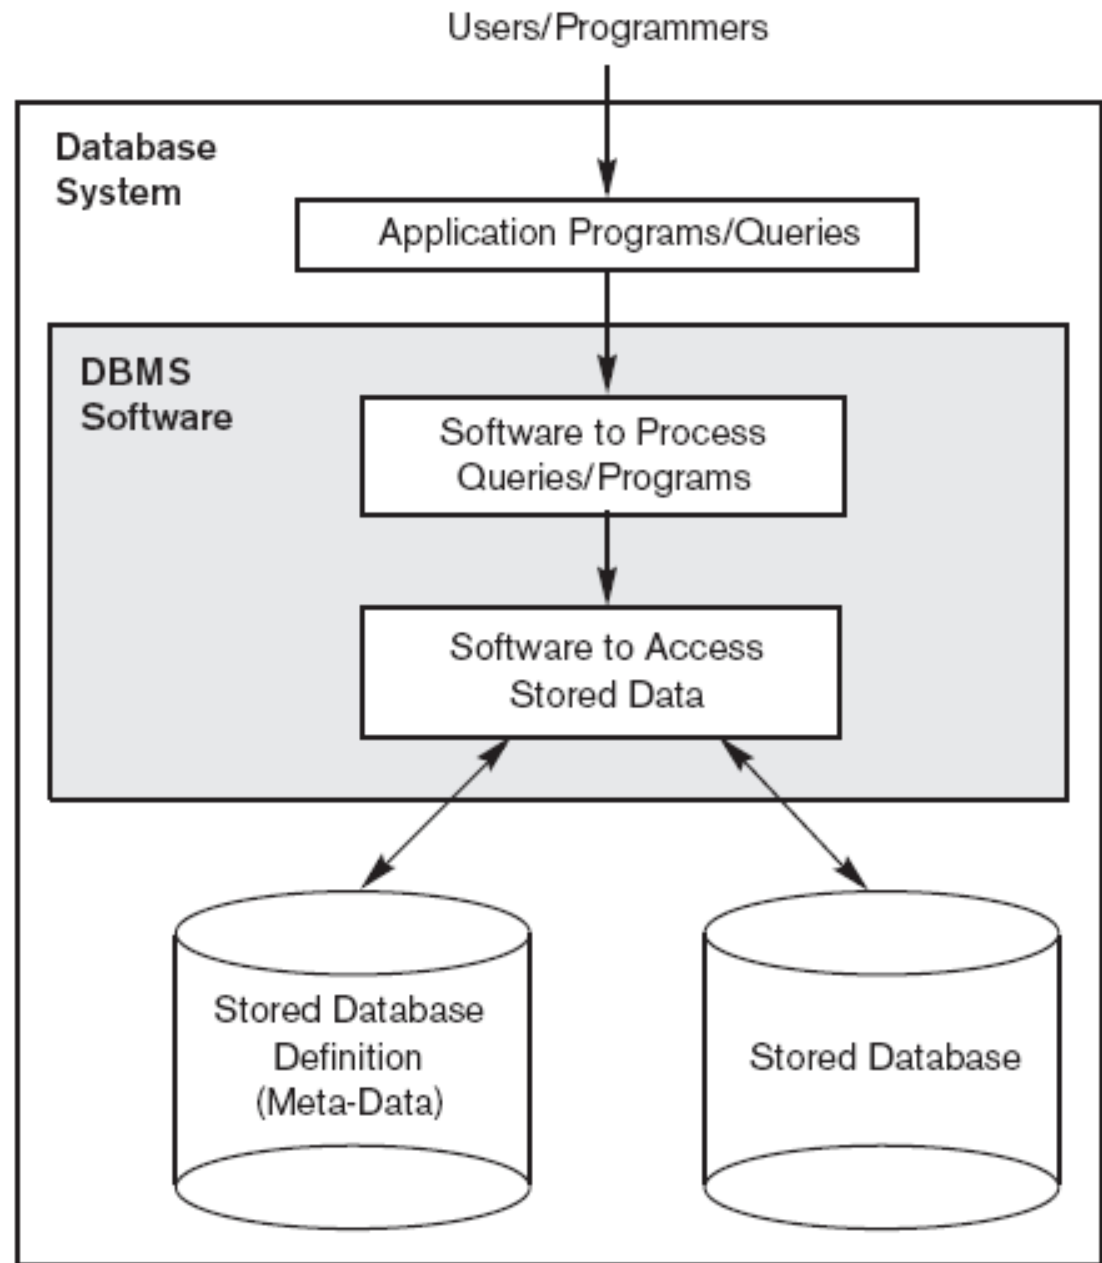 Users/Programmers
Database
System
Application Programs/Queries
DBMS
Software
Software to Process
Queries/Programs
Software to Access
Stored Data
Stored Database
Definition
(Meta-Data)
Stored Database